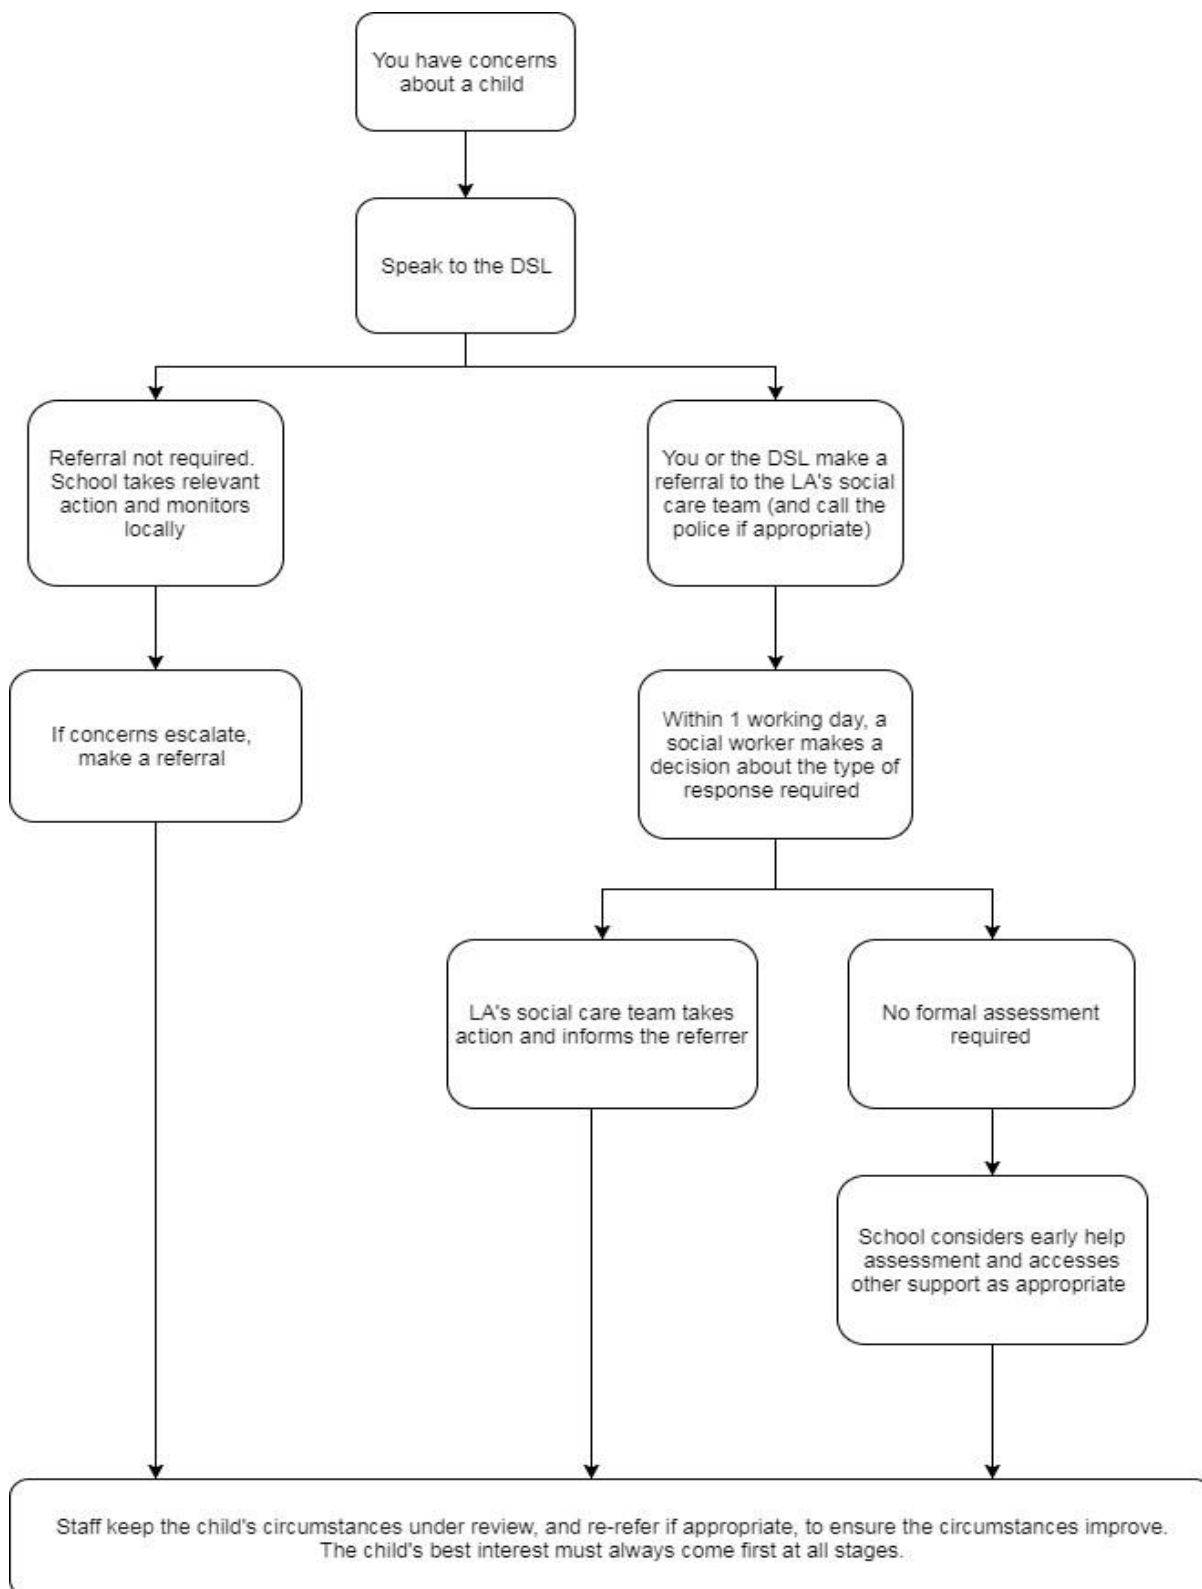 You have concerns
about a child
Speak to the DSL
Referral not required.
School takes relevant
action and monitors
locally
You or the DSL make a
referral to the LA's social
care team (and call the
police if appropriate)
If concerns escalate,
make a referral
Within 1 working day, a
social worker makes a
decision about the type of
response required
LA's social care team takes
action and informs the referrer
No formal assessment
required
School considers early help
assessment and accesses
other support as appropriate
Staff keep the child's circumstances under review, and re-refer if appropriate, to ensure the circumstances improve.
The child's best interest must always come first at all stages.